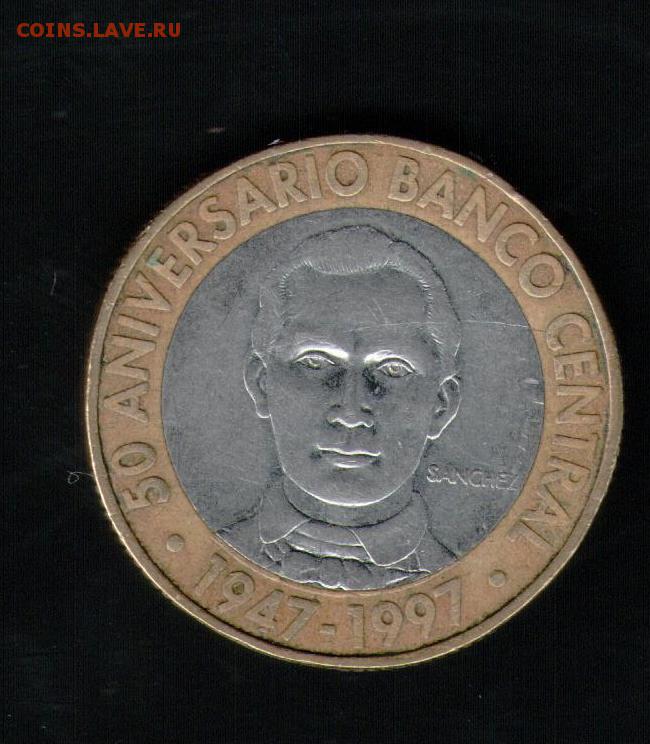 COINS.LAVE.RU
50 ANIVERSARIO BANCO CENTRAL
SANCHEZ
• 1947-1997 •